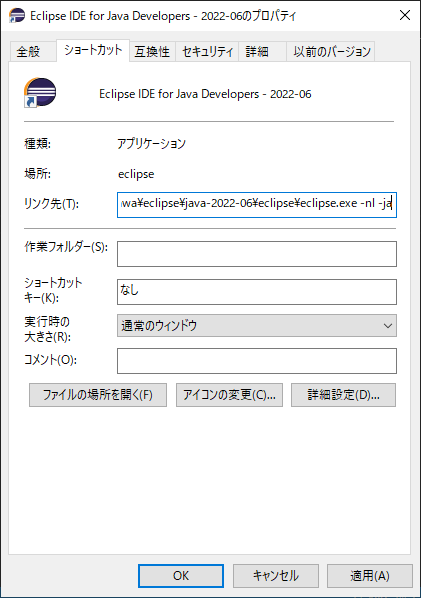 Eclipse IDE for Java Developers - 2022-06のプロパティ
全般 ショートカット 互換性 セキュリティ 詳細 以前のバージョン
Eclipse IDE for Java Developers - 2022-06
種類: アプリケーション
場所: eclipse
リンク先(T): wa¥eclipse¥java-2022-06¥eclipse¥eclipse.exe -nl -ja
作業フォルダー(S):
ショートカット
キー(K): なし
実行時の
大きさ(R): 通常のウィンドウ
コメント(O):
ファイルの場所を開く(F) アイコンの変更(C)... 詳細設定(D)...
OK キャンセル 適用(A)